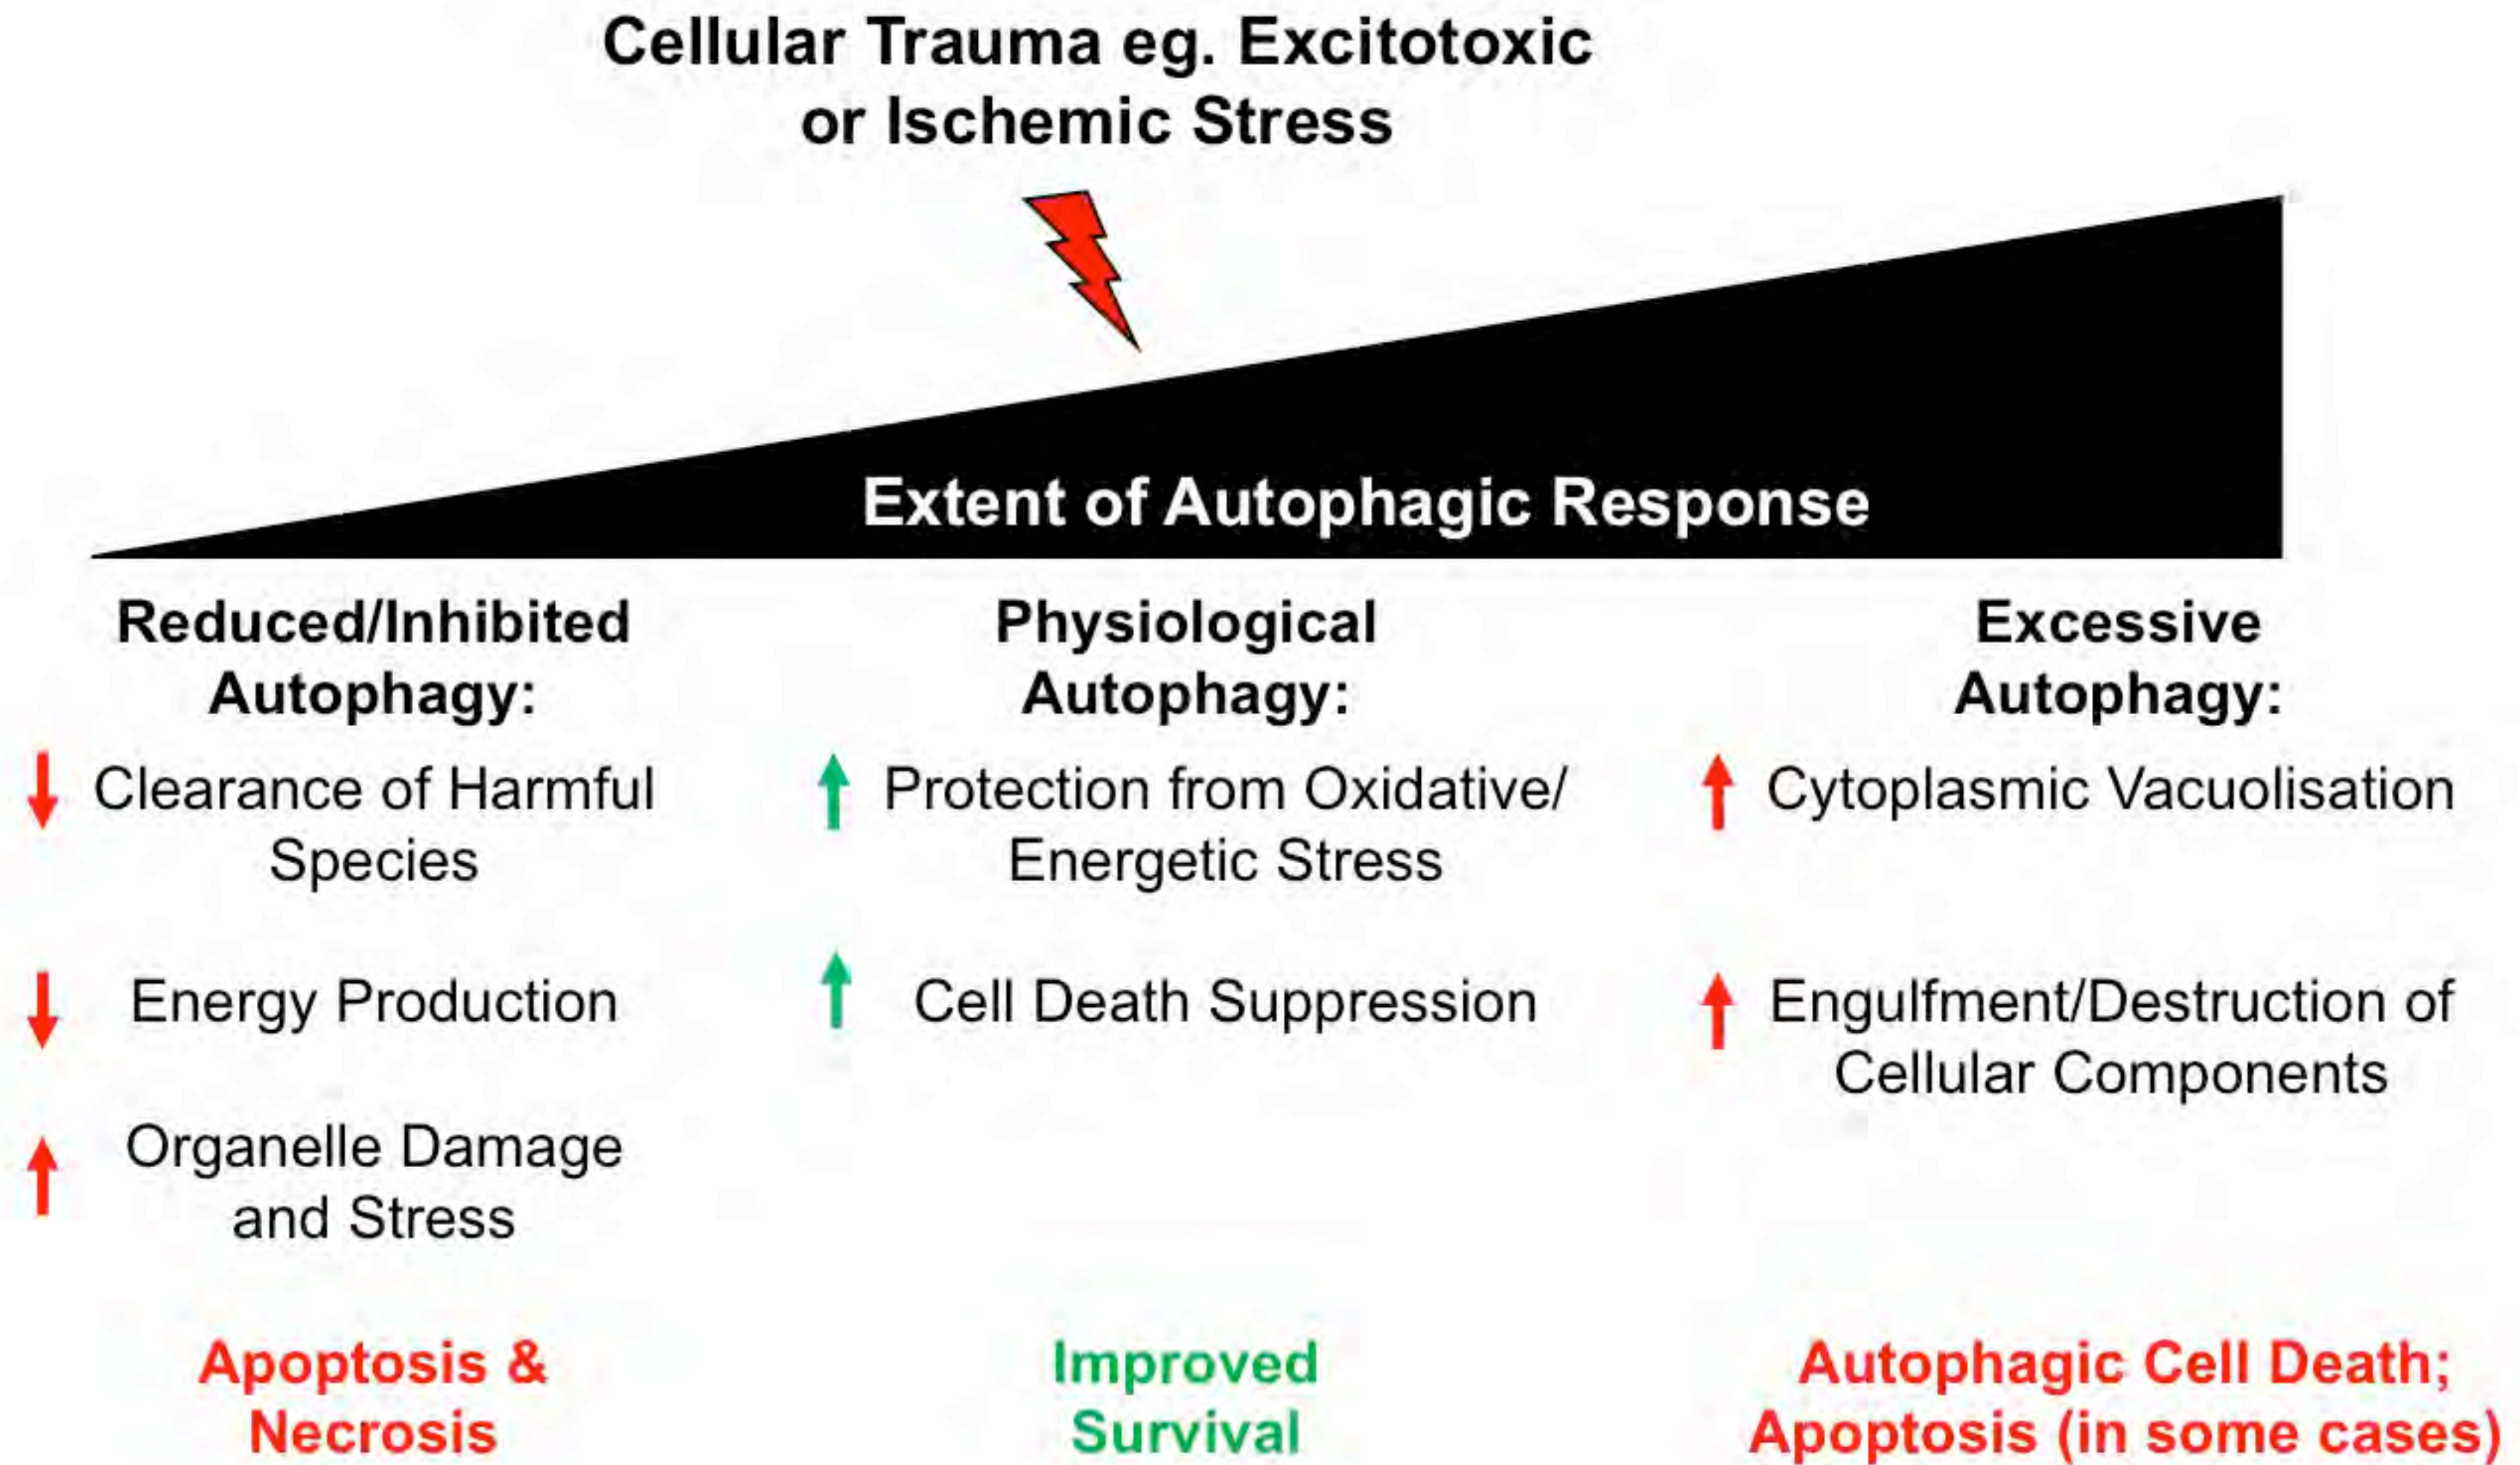 Cellular Trauma eg. Excitotoxic
or Ischemic Stress
Extent of Autophagic Response
Reduced/Inhibited
Autophagy:
Clearance of Harmful
Species
Energy Production
Organelle Damage
and Stress
Apoptosis &
Necrosis
Physiological
Autophagy:
Protection from Oxidative/
Energetic Stress
Cell Death Suppression
Improved
Survival
Excessive
Autophagy:
Cytoplasmic Vacuolisation
Engulfment/Destruction of
Cellular Components
Autophagic Cell Death;
Apoptosis (in some cases)